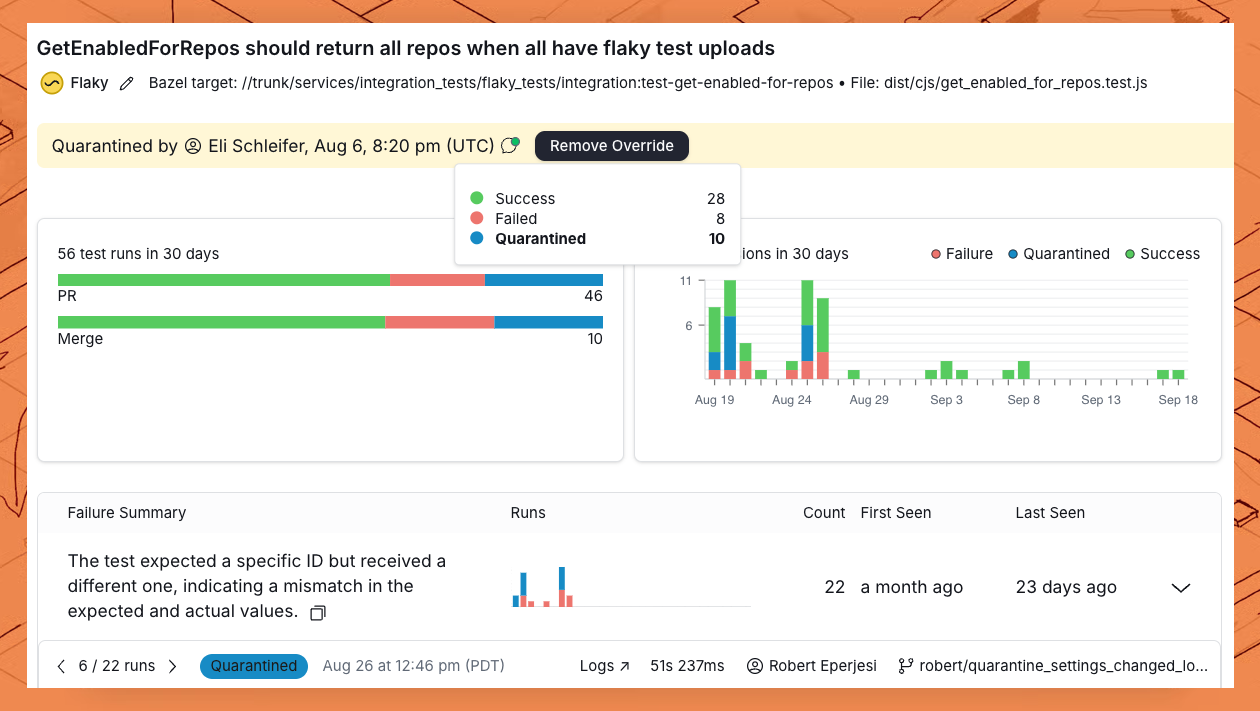 GetEnabledForRepos should return all repos when all have flaky test uploads
Flaky Bazel target: //trunk/services/integration_tests/flaky_tests/integration:test-get-enabled-for-repos • File: dist/cjs/get_enabled_for_repos.test.js
Quarantined by Eli Schleifer, Aug 6, 8:20 pm (UTC) Remove Override
Success 28
Failed 8
Quarantined 10
56 test runs in 30 days
PR 46
Merge 10
in 30 days Failure Quarantined Success
11
6
Aug 19 Aug 24 Aug 29 Sep 3 Sep 8 Sep 13 Sep 18
Failure Summary Runs Count First Seen Last Seen
The test expected a specific ID but received a
different one, indicating a mismatch in the
expected and actual values.
22 a month ago 23 days ago
6 / 22 runs Quarantined Aug 26 at 12:46 pm (PDT) Logs ↗ 51s 237ms Robert Eperjesi robert/quarantine_settings_changed_lo...